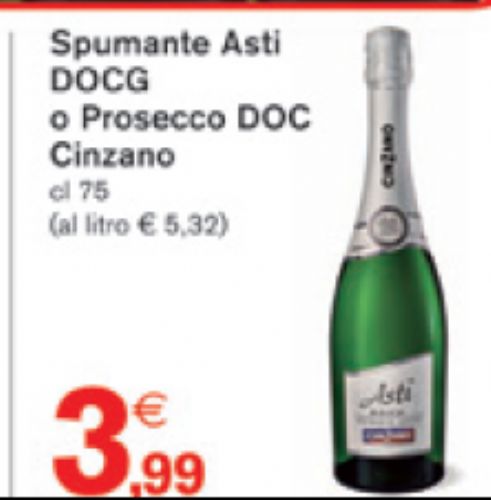 Spumante Asti
DOCG
o Prosecco DOC
Cinzano
cl 75
(al litro € 5,32)
3,99 €
CINZANO
Asti
CINZANO